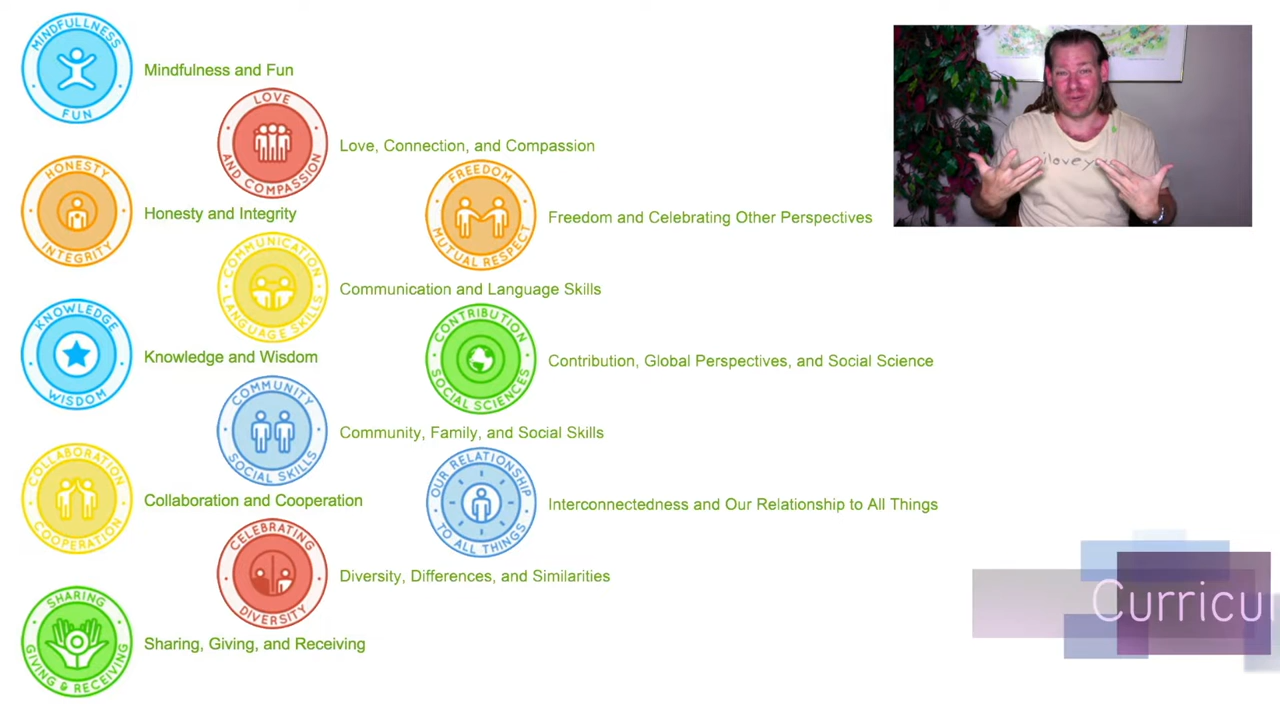 MINDFULLNESS
FUN
Mindfulness and Fun
LOVE
AND COMPASSION
Love, Connection, and Compassion
HONESTY
INTEGRITY
Honesty and Integrity
FREEDOM
MUTUAL RESPECT
Freedom and Celebrating Other Perspectives
COMMUNICATION
LANGUAGE SKILLS
Communication and Language Skills
KNOWLEDGE
WISDOM
Knowledge and Wisdom
CONTRIBUTION
SOCIAL SCIENCES
Contribution, Global Perspectives, and Social Science
COMMUNITY
SOCIAL SKILLS
Community, Family, and Social Skills
COLLABORATION
COOPERATION
Collaboration and Cooperation
OUR RELATIONSHIP
TO ALL THINGS
Interconnectedness and Our Relationship to All Things
CELEBRATING
DIVERSITY
Diversity, Differences, and Similarities
SHARING
GIVING & RECEIVING
Sharing, Giving, and Receiving
ilovey
Curricu